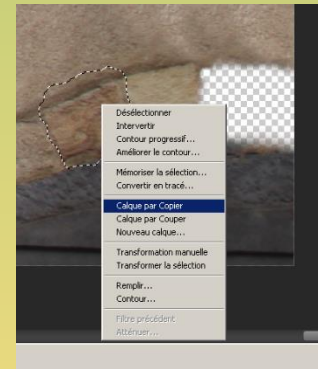 Désélectionner
Intervertir
Contour progressif...
Améliorer le contour...
Mémoriser la sélection...
Convertir en tracé...
Calque par Copier
Calque par Couper
Nouveau calque...
Transformation manuelle
Transformer la sélection
Remplir...
Contour...
Filtre précédent
Atténuer...